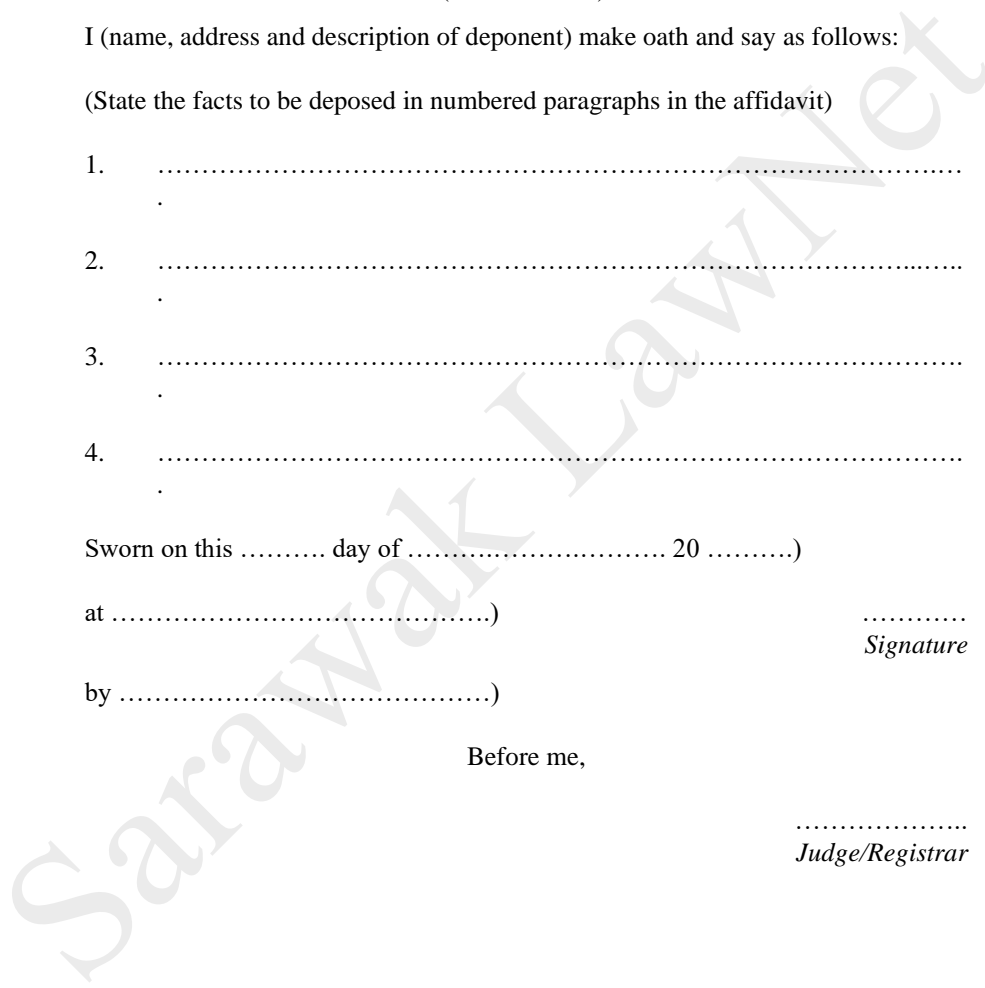 I (name, address and description of deponent) make oath and say as follows:
(State the facts to be deposed in numbered paragraphs in the affidavit)
1. …………………………………………………………………………….…
.
2. …………………………………………………………………………...…..
.
3. ……………………………………………………………………………….
.
4. ……………………………………………………………………………….
.
Sworn on this ………. day of ……………….………. 20 ……….)
at …………………………………….)
…………
Signature
by ……………………………………)
Before me,
………………..
Judge/Registrar
Sarawak LawNet